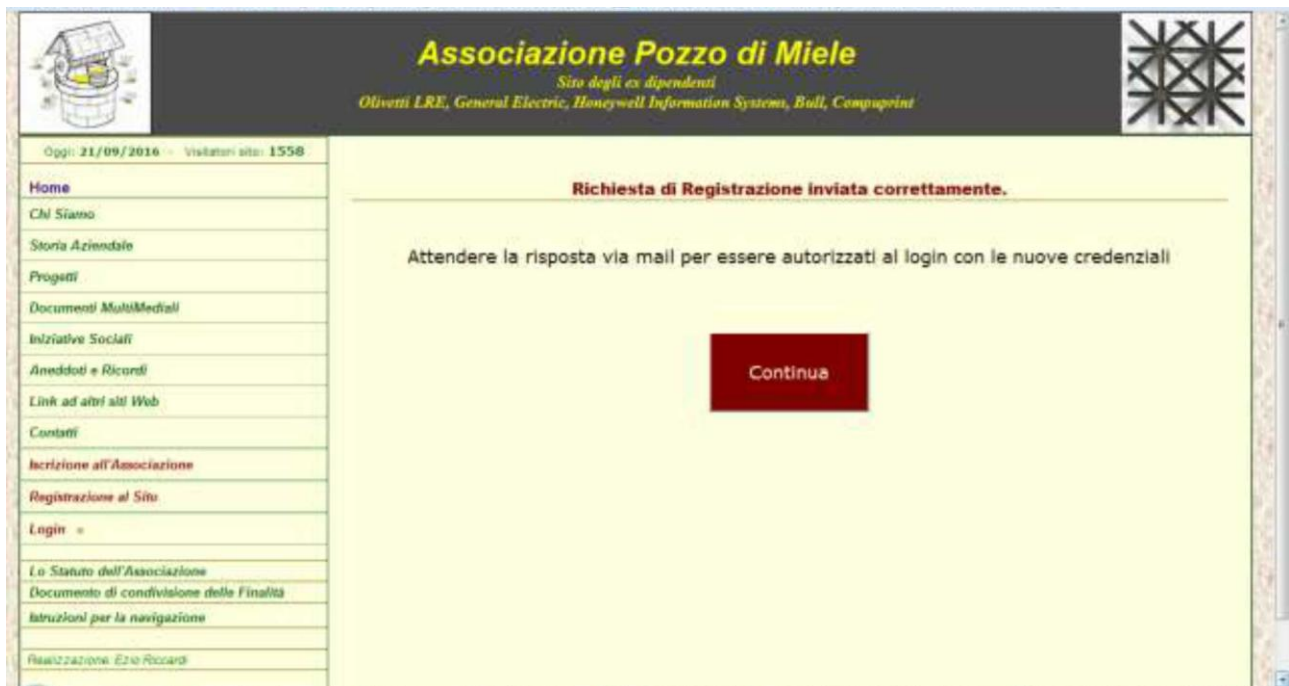 Associazione Pozzo di Miele
Sito degli ex dipendenti
Olivetti LRE, General Electric, Honeywell Information Systems, Bull, Compuprint
Oggi: 21/09/2016 - Visitatori sito: 1558
Home
Chi Siamo
Storia Aziendale
Progetti
Documenti MultiMediali
Iniziative Sociali
Aneddoti e Ricordi
Link ad altri siti Web
Contatti
Iscrizione all'Associazione
Registrazione al Sito
Login
Lo Statuto dell'Associazione
Documento di condivisione delle Finalità
Istruzioni per la navigazione
Realizzazione: Ezio Riccardi
Richiesta di Registrazione inviata correttamente.
Attendere la risposta via mail per essere autorizzati al login con le nuove credenziali
Continua